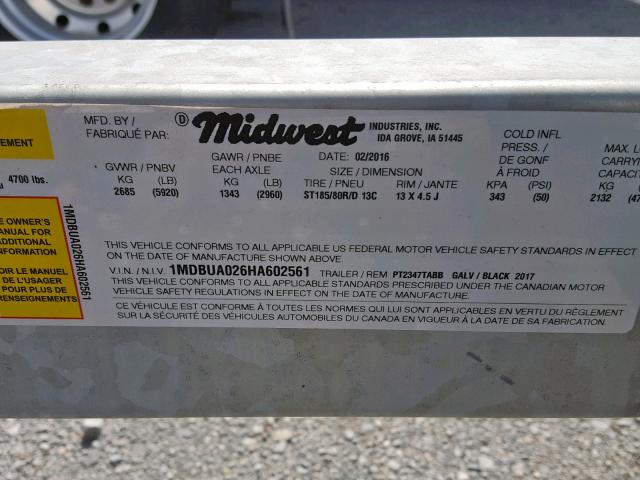 MFG. BY /
FABRIQUÉ PAR:
D
Midwest
INDUSTRIES, INC.
IDA GROVE, IA 51445
GVWR / PNBV
KG (LB)
2685 (5920)
GAWR / PNBE
EACH AXLE
KG (LB)
1343 (2960)
DATE: 02/2016
SIZE / DIMENSION
TIRE / PNEU RIM / JANTE
ST185/80R/D 13C 13 X 4.5 J
COLD INFL
PRESS./
DE GONF
À FROID
KPA (PSI)
343 (50)
MAX. L
CARRY
CAPACI
KG
2132 (47
THIS VEHICLE CONFORMS TO ALL APPLICABLE US FEDERAL MOTOR VEHICLE SAFETY STANDARDS IN EFFECT
ON THE DATE OF MANUFACTURE SHOWN ABOVE.
V.I.N. / N.I.V. 1MDBUA026HA602561 TRAILER / REM PT2347TABB GALV / BLACK 2017
THIS VEHICLE CONFORMS TO ALL APPLICABLE STANDARDS PRESCRIBED UNDER THE CANADIAN MOTOR
VEHICLE SAFETY REGULATIONS IN EFFECT ON THE DATE OF MANUFACTURE.
CE VÉHICULE EST CONFORME À TOUTES LES NORMES QUI LUI SONT APPLICABLES EN VERTU DU RÈGLEMENT
SUR LA SÉCURITÉ DES VÉHICULES AUTOMOBILES DU CANADA EN VIGUEUR À LA DATE DE SA FABRICATION.
EMENT
4700 lbs.
E OWNER'S
MANUAL
FOR
RMATION
OIR LE MANUEL
DE L'USAGER
POUR PLUS DE
RENSEIGNEMENTS
1MDBUA026HA602561